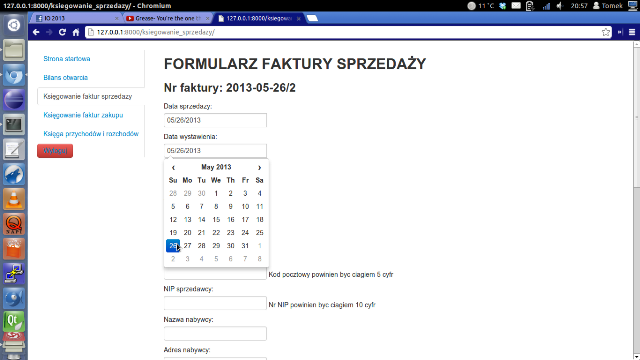 127.0.0.1:8000/ksiegowanie_sprzedazy/ - Chromium
11 °C
20:57
Tomek
IO 2013
Grease- You're the one th
127.0.0.1:8000/ksiegowan
127.0.0.1:8000/ksiegowanie_sprzedazy/
Strona startowa
Bilans otwarcia
Księgowanie faktur sprzedaży
Księgowanie faktur zakupu
Księga przychodów i rozchodów
FORMULARZ FAKTURY SPRZEDAŻY
Nr faktury: 2013-05-26/2
Data sprzedazy:
05/26/2013
Data wystawienia:
05/26/2013
‹ May 2013 ›
Su Mo Tu We Th Fr Sa
28 29 30 1 2 3 4
5 6 7 8 9 10 11
12 13 14 15 16 17 18
19 20 21 22 23 24 25
26 27 28 29 30 31 1
2 3 4 5 6 7 8
Kod pocztowy powinien byc ciagiem 5 cyfr
NIP sprzedawcy:
Nr NIP powinien byc ciagiem 10 cyfr
Nazwa nabywcy:
Adres nabywcy: